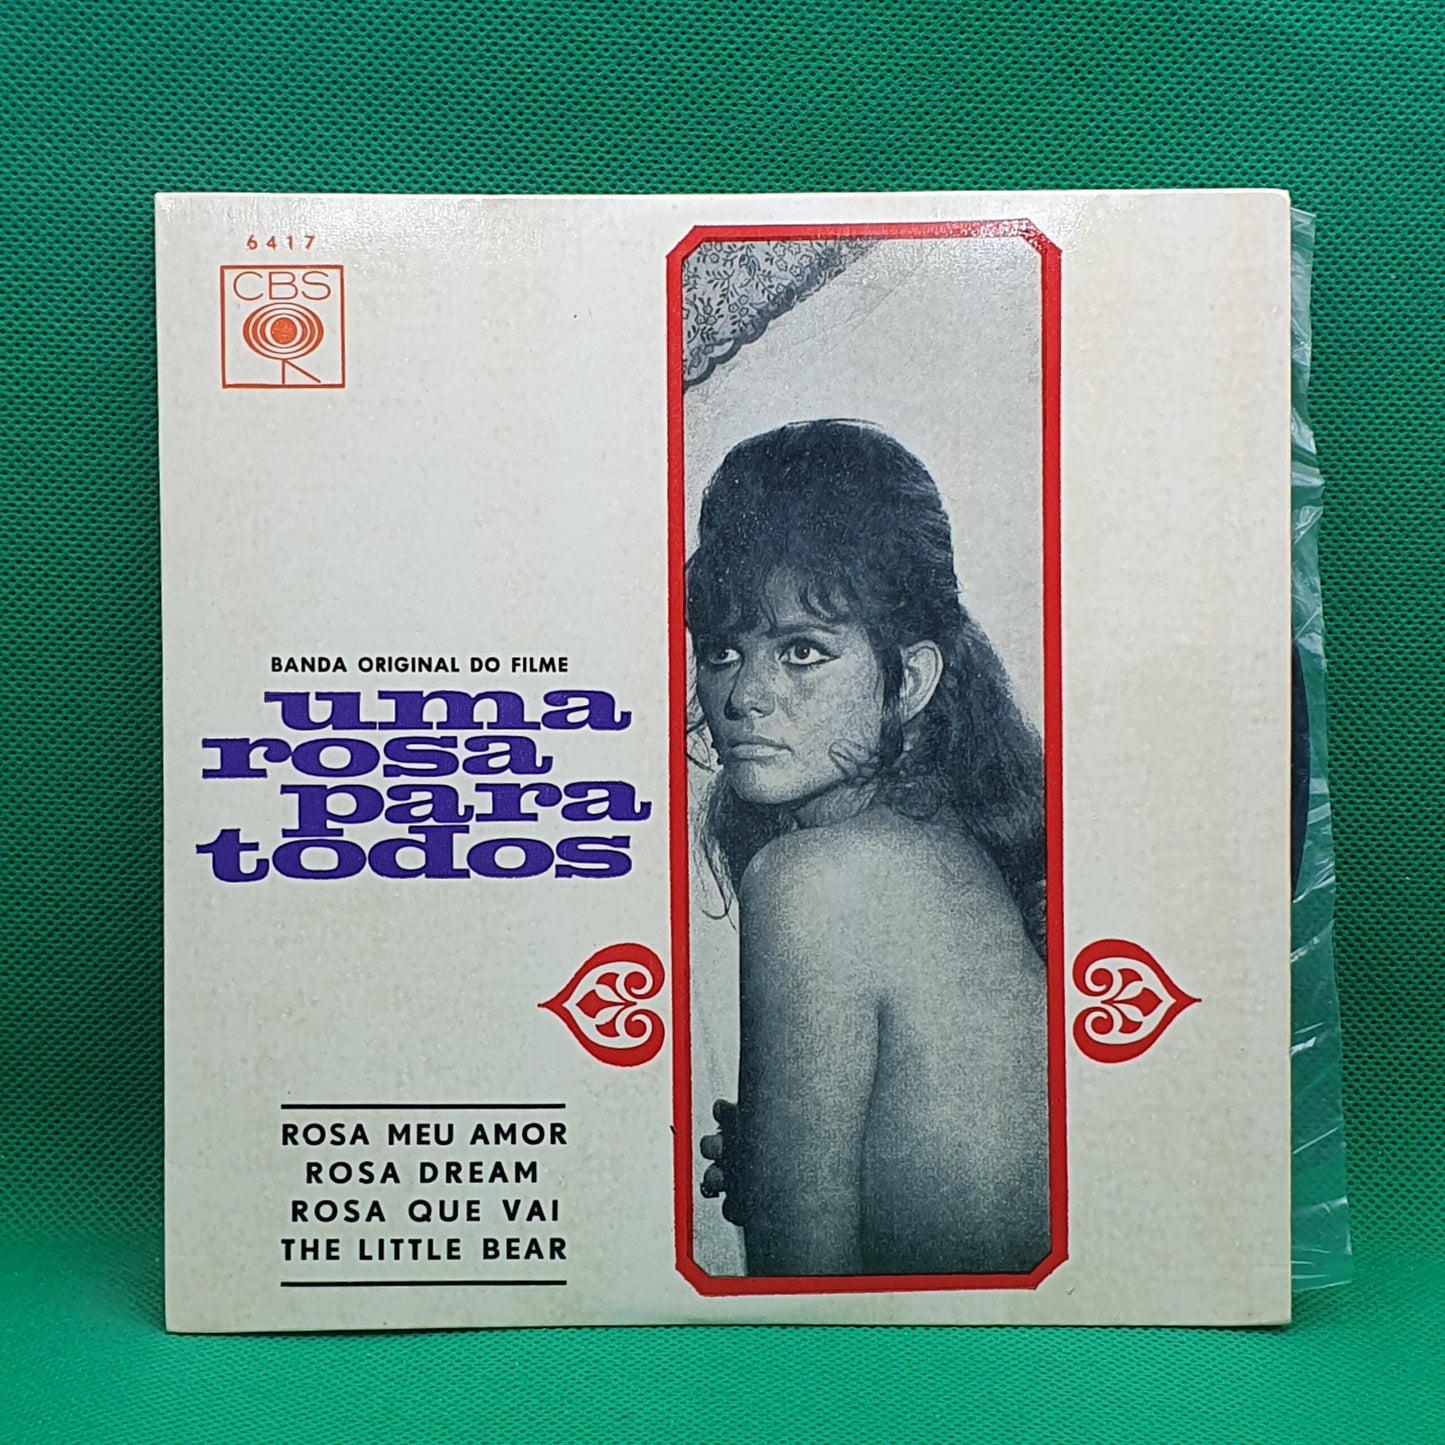 6417
CBS
BANDA ORIGINAL DO FILME
uma
rosa
para
todos
ROSA MEU AMOR
ROSA DREAM
ROSA QUE VAI
THE LITTLE BEAR